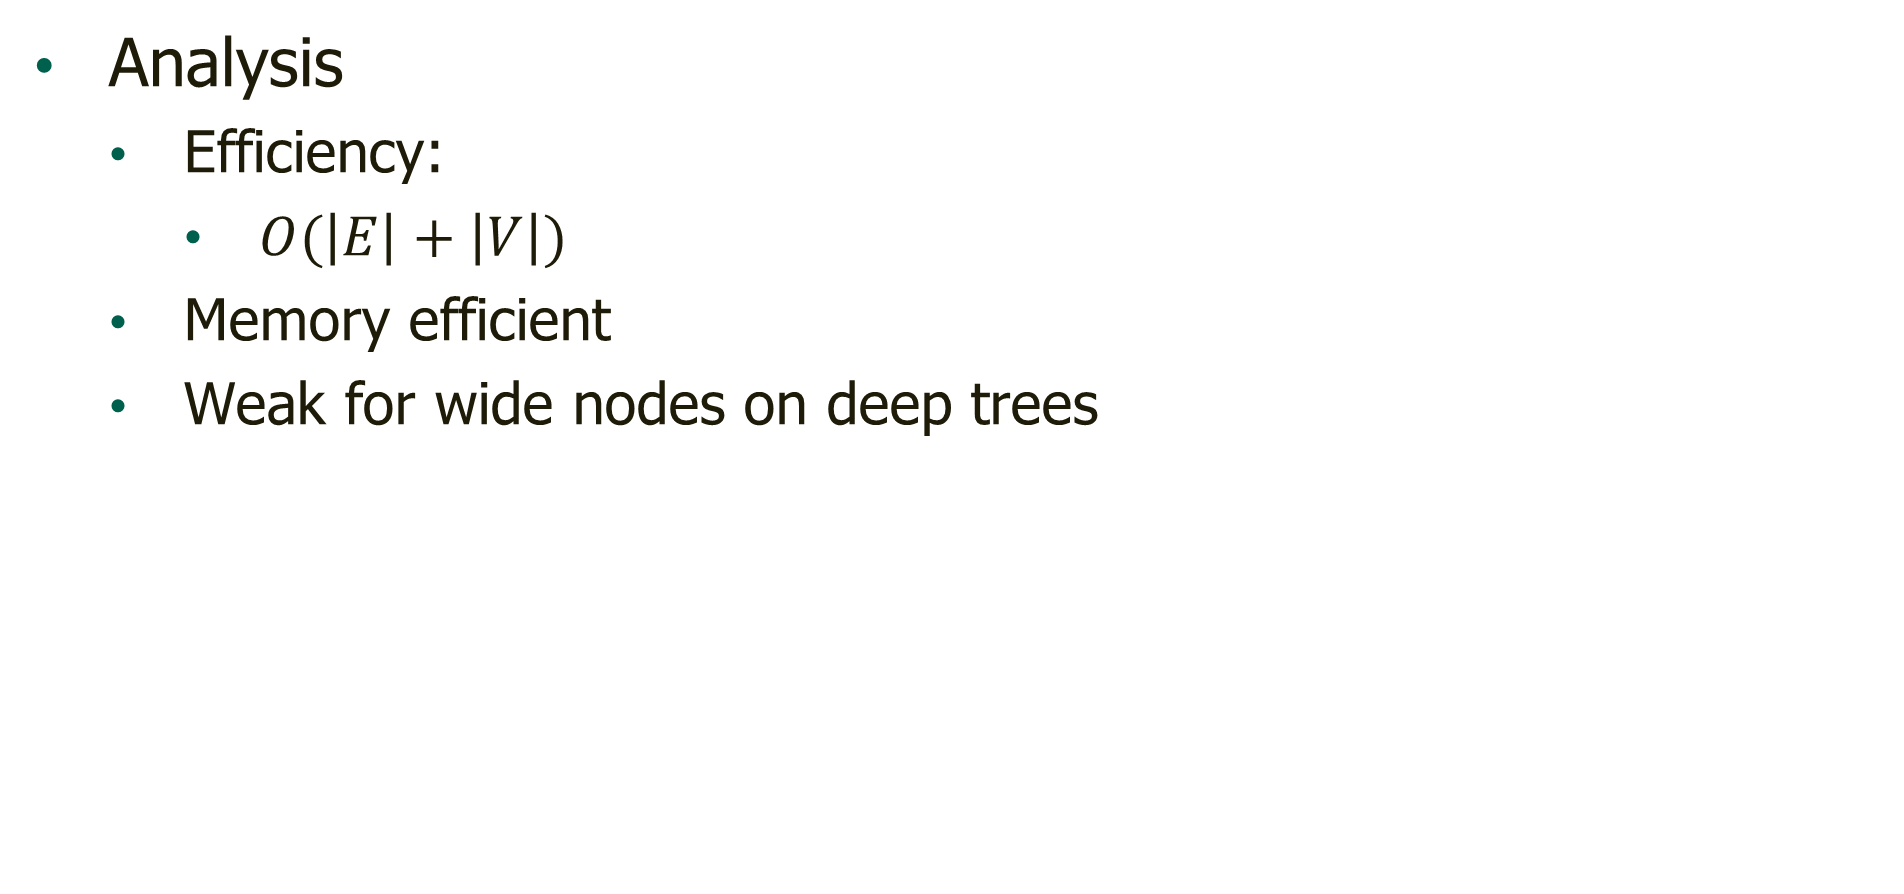 • Analysis
• Efficiency:
• O(|E| + |V|)
• Memory efficient
• Weak for wide nodes on deep trees